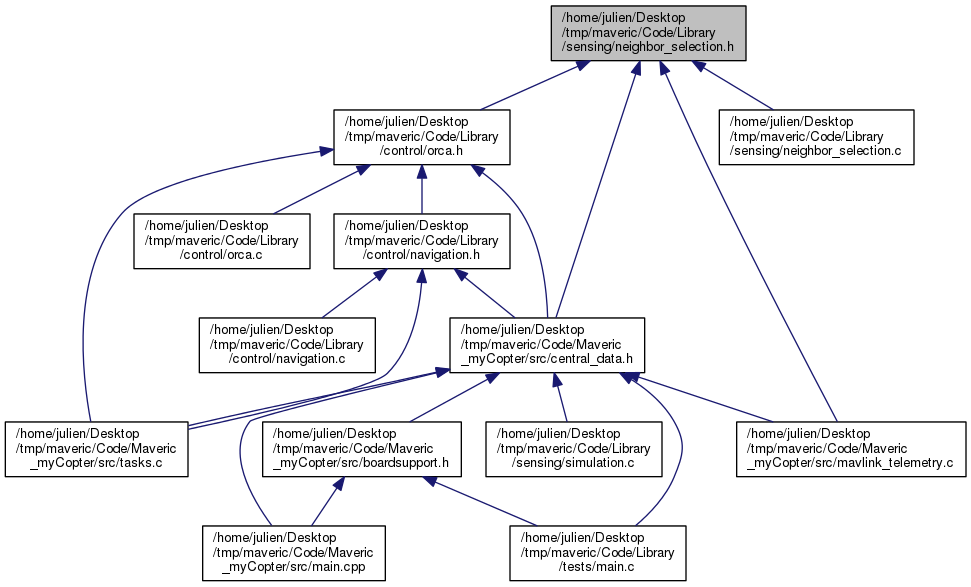 /home/julien/Desktop
/tmp/maveric/Code/Library
/sensing/neighbor_selection.h
/home/julien/Desktop
/tmp/maveric/Code/Library
/control/orca.h
/home/julien/Desktop
/tmp/maveric/Code/Library
/sensing/neighbor_selection.c
/home/julien/Desktop
/tmp/maveric/Code/Library
/control/orca.c
/home/julien/Desktop
/tmp/maveric/Code/Library
/control/navigation.h
/home/julien/Desktop
/tmp/maveric/Code/Library
/control/navigation.c
/home/julien/Desktop
/tmp/maveric/Code/Maveric
_myCopter/src/central_data.h
/home/julien/Desktop
/tmp/maveric/Code/Maveric
_myCopter/src/tasks.c
/home/julien/Desktop
/tmp/maveric/Code/Maveric
_myCopter/src/boardsupport.h
/home/julien/Desktop
/tmp/maveric/Code/Library
/sensing/simulation.c
/home/julien/Desktop
/tmp/maveric/Code/Maveric
_myCopter/src/mavlink_telemetry.c
/home/julien/Desktop
/tmp/maveric/Code/Maveric
_myCopter/src/main.cpp
/home/julien/Desktop
/tmp/maveric/Code/Library
/tests/main.c